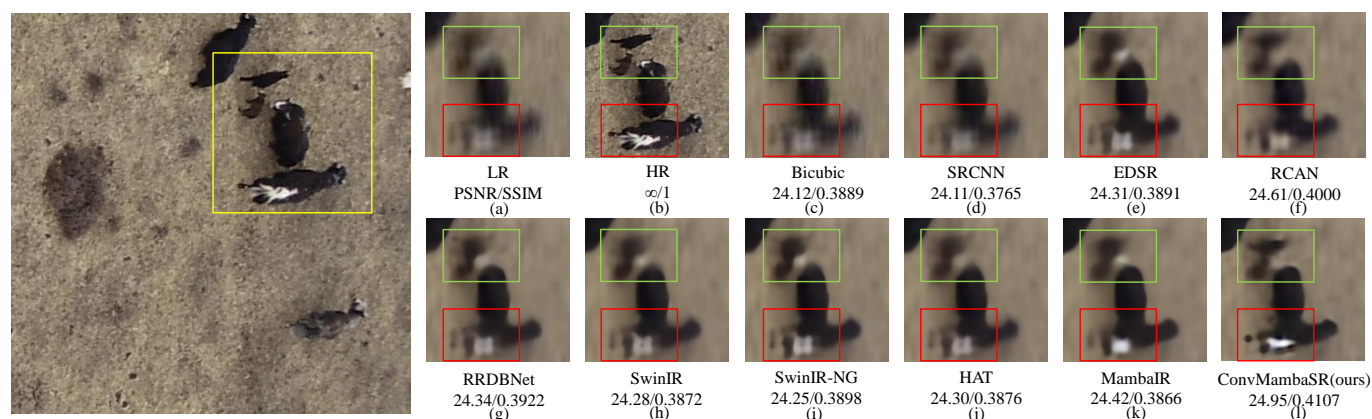 LR
PSNR/SSIM
(a)
HR
∞/1
(b)
Bicubic
24.12/0.3889
(c)
SRCNN
24.11/0.3765
(d)
EDSR
24.31/0.3891
(e)
RCAN
24.61/0.4000
(f)
RRDBNet
24.34/0.3922
(g)
SwinIR
24.28/0.3872
(h)
SwinIR-NG
24.25/0.3898
(i)
HAT
24.30/0.3876
(j)
MambaIR
24.42/0.3866
(k)
ConvMambaSR(ours)
24.95/0.4107
(l)